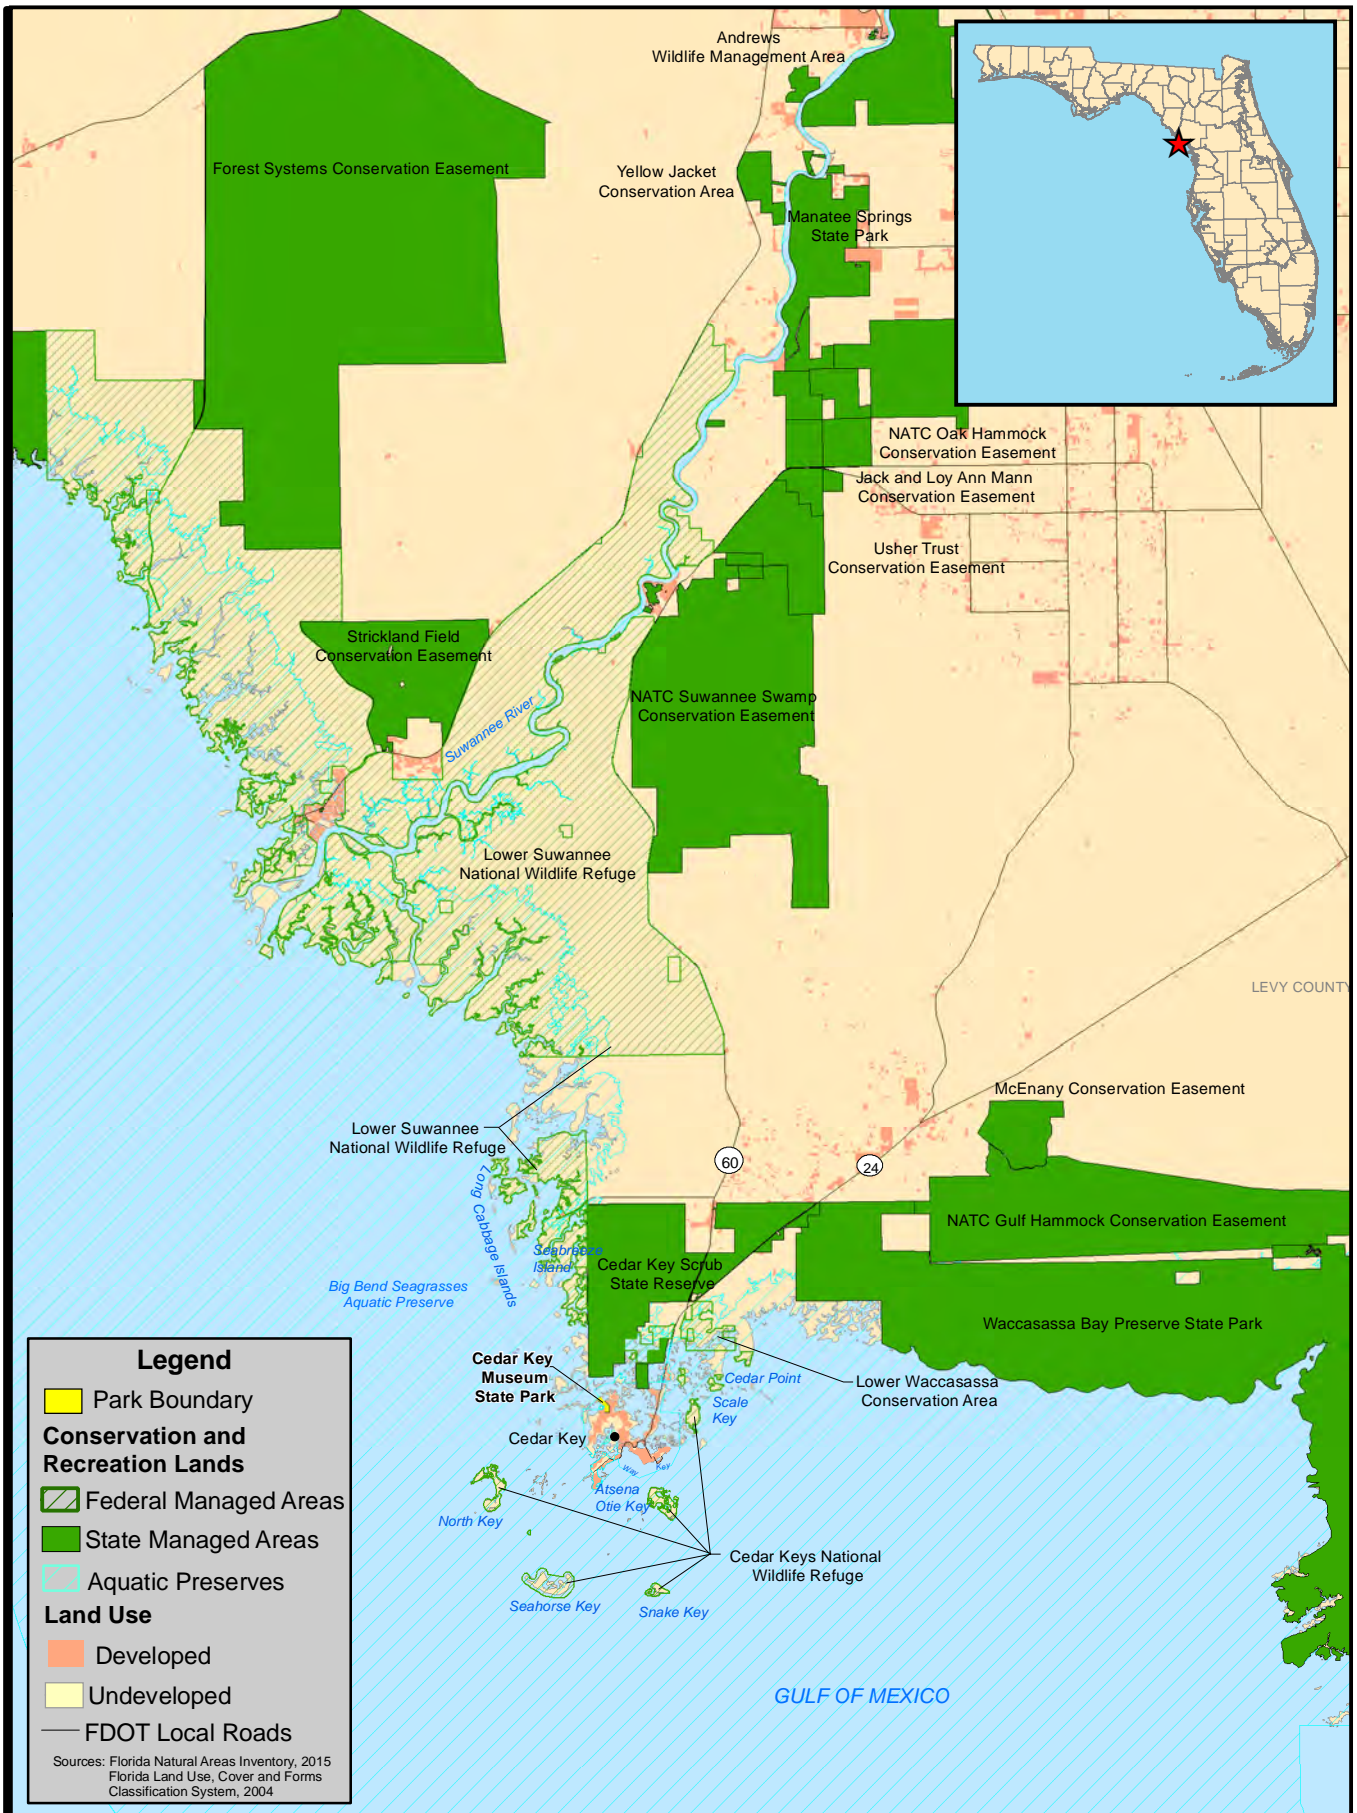 Andrews
Wildlife Management Area
Forest Systems Conservation Easement
Yellow Jacket
Conservation Area
Manatee Springs
State Park
NATC Oak Hammock
Conservation Easement
Jack and Loy Ann Mann
Conservation Easement
Usher Trust
Conservation Easement
Strickland Field
Conservation Easement
NATC Suwannee Swamp
Conservation Easement
Suwannee River
Lower Suwannee
National Wildlife Refuge
LEVY COUNTY
McEnany Conservation Easement
Lower Suwannee
National Wildlife Refuge
60
24
Long Cabbage Islands
NATC Gulf Hammock Conservation Easement
Seabreeze
Island
Cedar Key Scrub
State Reserve
Big Bend Seagrasses
Aquatic Preserve
Waccasassa Bay Preserve State Park
Cedar Key
Museum
State Park
Cedar Point
Lower Waccasassa
Conservation Area
Scale
Key
Cedar Key
Way Key
Atsena
Otie Key
North Key
Cedar Keys National
Wildlife Refuge
Seahorse Key
Snake Key
GULF OF MEXICO
Legend
Park Boundary
Conservation and
Recreation Lands
Federal Managed Areas
State Managed Areas
Aquatic Preserves
Land Use
Developed
Undeveloped
FDOT Local Roads
Sources: Florida Natural Areas Inventory, 2015
Florida Land Use, Cover and Forms
Classification System, 2004